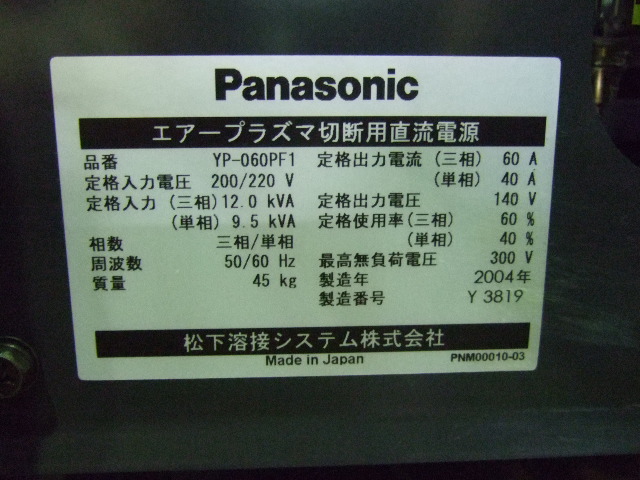 Panasonic
エアープラズマ切断用直流電源
品番 YP-060PF1 定格出力電流 (三相) 60 A
定格入力電圧 200/220 V (単相) 40 A
定格入力 (三相)12.0 kVA 定格出力電圧 140 V
(単相) 9.5 kVA 定格使用率(三相) 60 %
相数 三相/単相 (単相) 40 %
周波数 50/60 Hz 最高無負荷電圧 300 V
質量 45 kg 製造年 2004年
製造番号 Y 3819
松下溶接システム株式会社
Made in Japan PNM00010-03